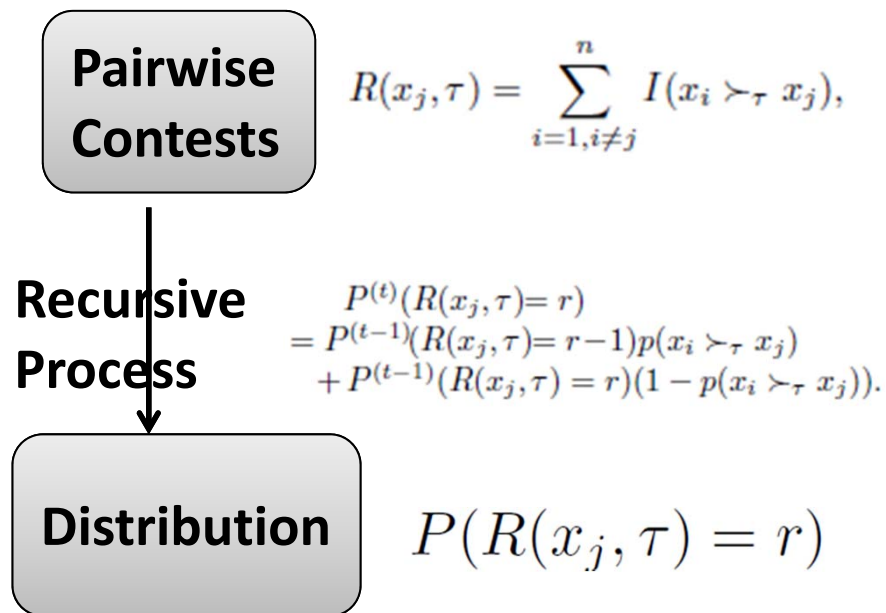 Pairwise
Contests
R(x_j, τ) = \sum_{i=1, i≠j}^{n} I(x_i ≻_τ x_j),
Recursive
Process
P^{(t)}(R(x_j, τ)= r)
= P^{(t−1)}(R(x_j, τ)= r−1)p(x_i ≻_τ x_j)
+ P^{(t−1)}(R(x_j, τ) = r)(1 − p(x_i ≻_τ x_j)).
Distribution
P(R(x_j, τ) = r)